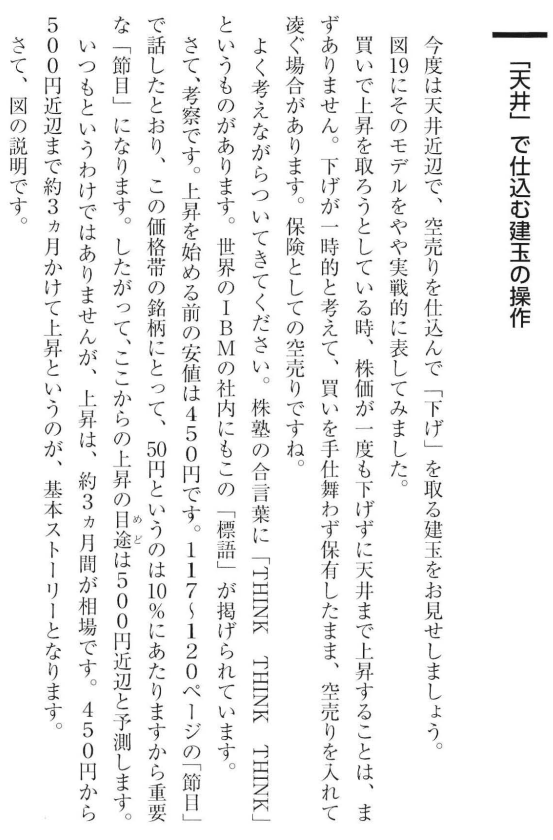 「天井」で仕込む建玉の操作
今度は天井近辺で、空売りを仕込んで「下げ」を取る建玉をお見せしましょう。
図19にそのモデルをやや実戦的に表してみました。
買いで上昇を取ろうとしている時、株価が一度も下げずに天井まで上昇することは、ま
ずありません。下げが一時的と考えて、買いを手仕舞わず保有したまま、空売りを入れて
凌ぐ場合があります。保険としての空売りですね。
よく考えながらついてきてください。株塾の合言葉に「THINK THINK THINK」
というものがあります。世界のIBMの社内にもこの「標語」が掲げられています。
さて、考察です。上昇を始める前の安値は450円です。117〜120ページの「節目」
で話したとおり、この価格帯の銘柄にとって、50円というのは10%にあたりますから重要
な「節目」になります。したがって、ここからの上昇の目途は500円近辺と予測します。
めど
いつもというわけではありませんが、上昇は、約3ヵ月間が相場です。450円から
500円近辺まで約3ヵ月かけて上昇というのが、基本ストーリーとなります。
さて、図の説明です。